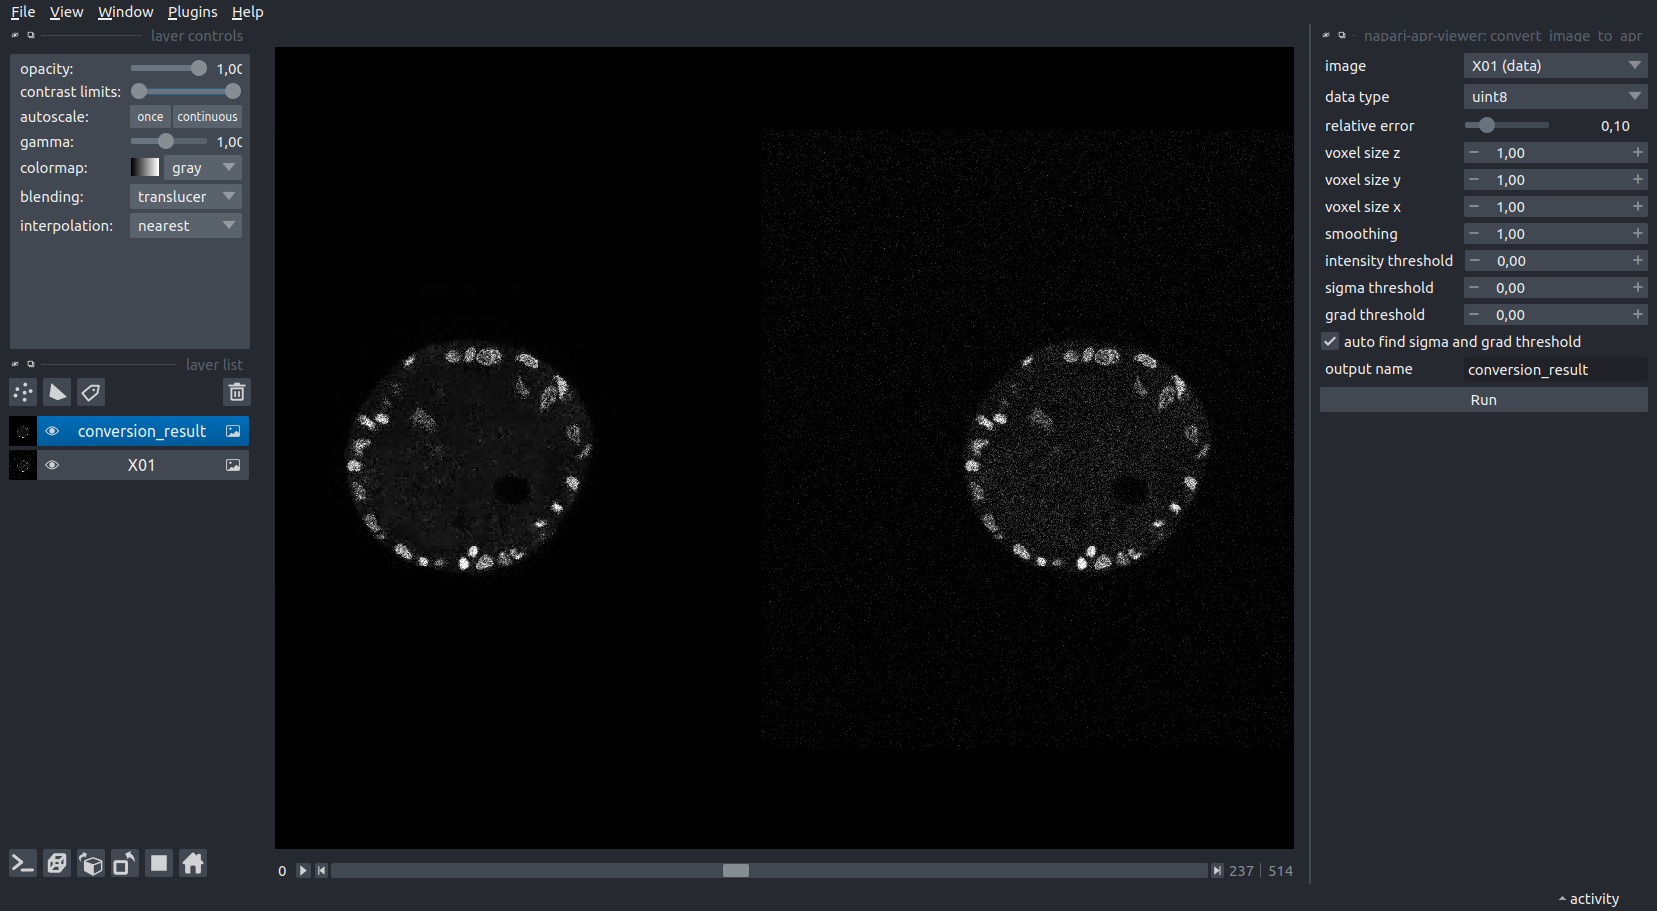 File View Window Plugins Help
layer controls
opacity: 1,00
contrast limits:
autoscale: once continuous
gamma: 1,00
colormap: gray
blending: translucer
interpolation: nearest
layer list
conversion_result
X01
0 237 514
napari-apr-viewer: convert image to apr
image X01 (data)
data type uint8
relative error 0,10
voxel size z 1,00
voxel size y 1,00
voxel size x 1,00
smoothing 1,00
intensity threshold 0,00
sigma threshold 0,00
grad threshold 0,00
auto find sigma and grad threshold
output name conversion_result
Run
activity